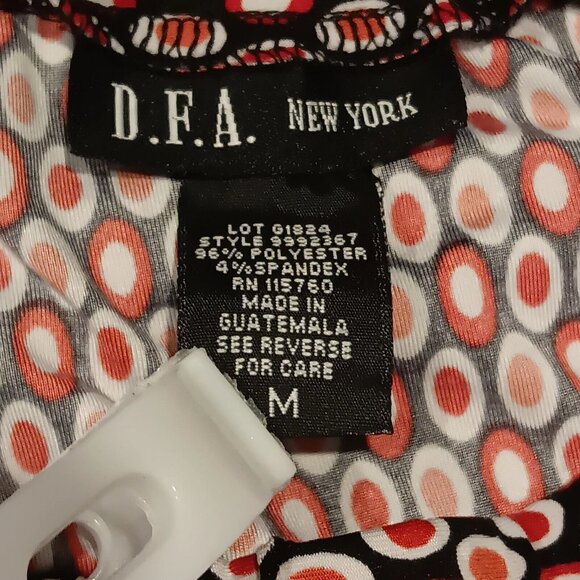 D.F.A. NEW YORK
LOT G1824
STYLE 9992367
96% POLYESTER
4% SPANDEX
RN 115760
MADE IN
GUATEMALA
SEE REVERSE
FOR CARE
M